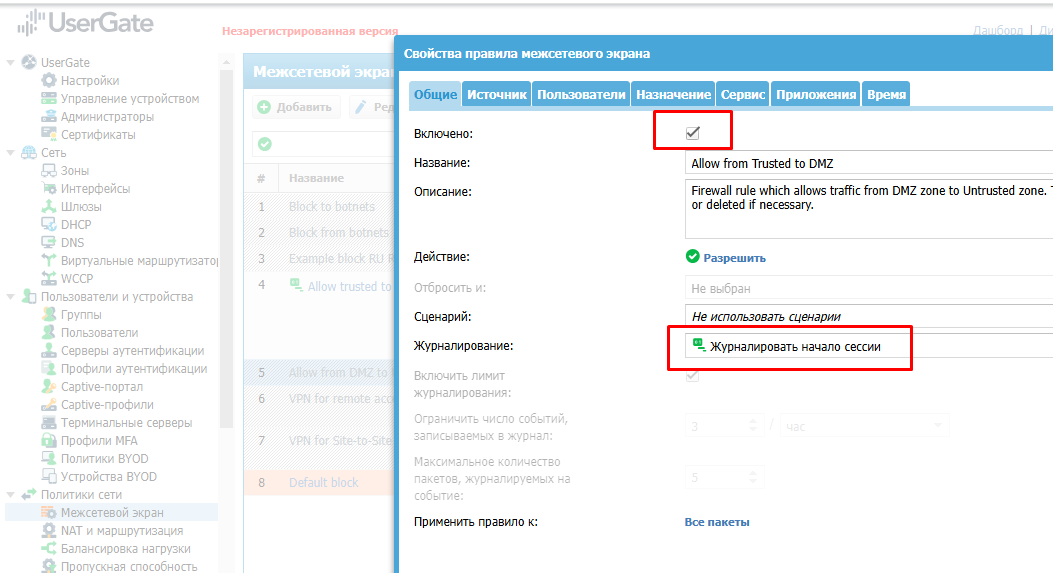 UserGate
Незарегистрированная версия
Дашборд
UserGate
Настройки
Управление устройством
Администраторы
Сертификаты
Сеть
Зоны
Интерфейсы
Шлюзы
DHCP
DNS
Виртуальные маршрутизатор
WCCP
Пользователи и устройства
Группы
Пользователи
Серверы аутентификации
Профили аутентификации
Captive-портал
Captive-профили
Терминальные серверы
Профили MFA
Политики BYOD
Устройства BYOD
Политики сети
Межсетевой экран
NAT и маршрутизация
Балансировка нагрузки
Пропускная способность
Межсетевой экра
Добавить
Ред
# Название
1 Block to botnets
2 Block from botnets
3 Example block RU
4 Allow trusted to
5 Allow from DMZ to
6 VPN for remote acc
7 VPN for Site-to-Site
8 Default block
Свойства правила межсетевого экрана
Общие Источник Пользователи Назначение Сервис Приложения Время
Включено:
Название: Allow from Trusted to DMZ
Описание: Firewall rule which allows traffic from DMZ zone to Untrusted zone.
or deleted if necessary.
Действие: Разрешить
Отбросить и: Не выбран
Сценарий: Не использовать сценарии
Журналирование: Журналировать начало сессии
Включить лимит
журналирования:
Ограничить число событий,
записываемых в журнал: 3 / час
Максимальное количество
пакетов, журналируемых на
событие: 5
Применить правило к: Все пакеты